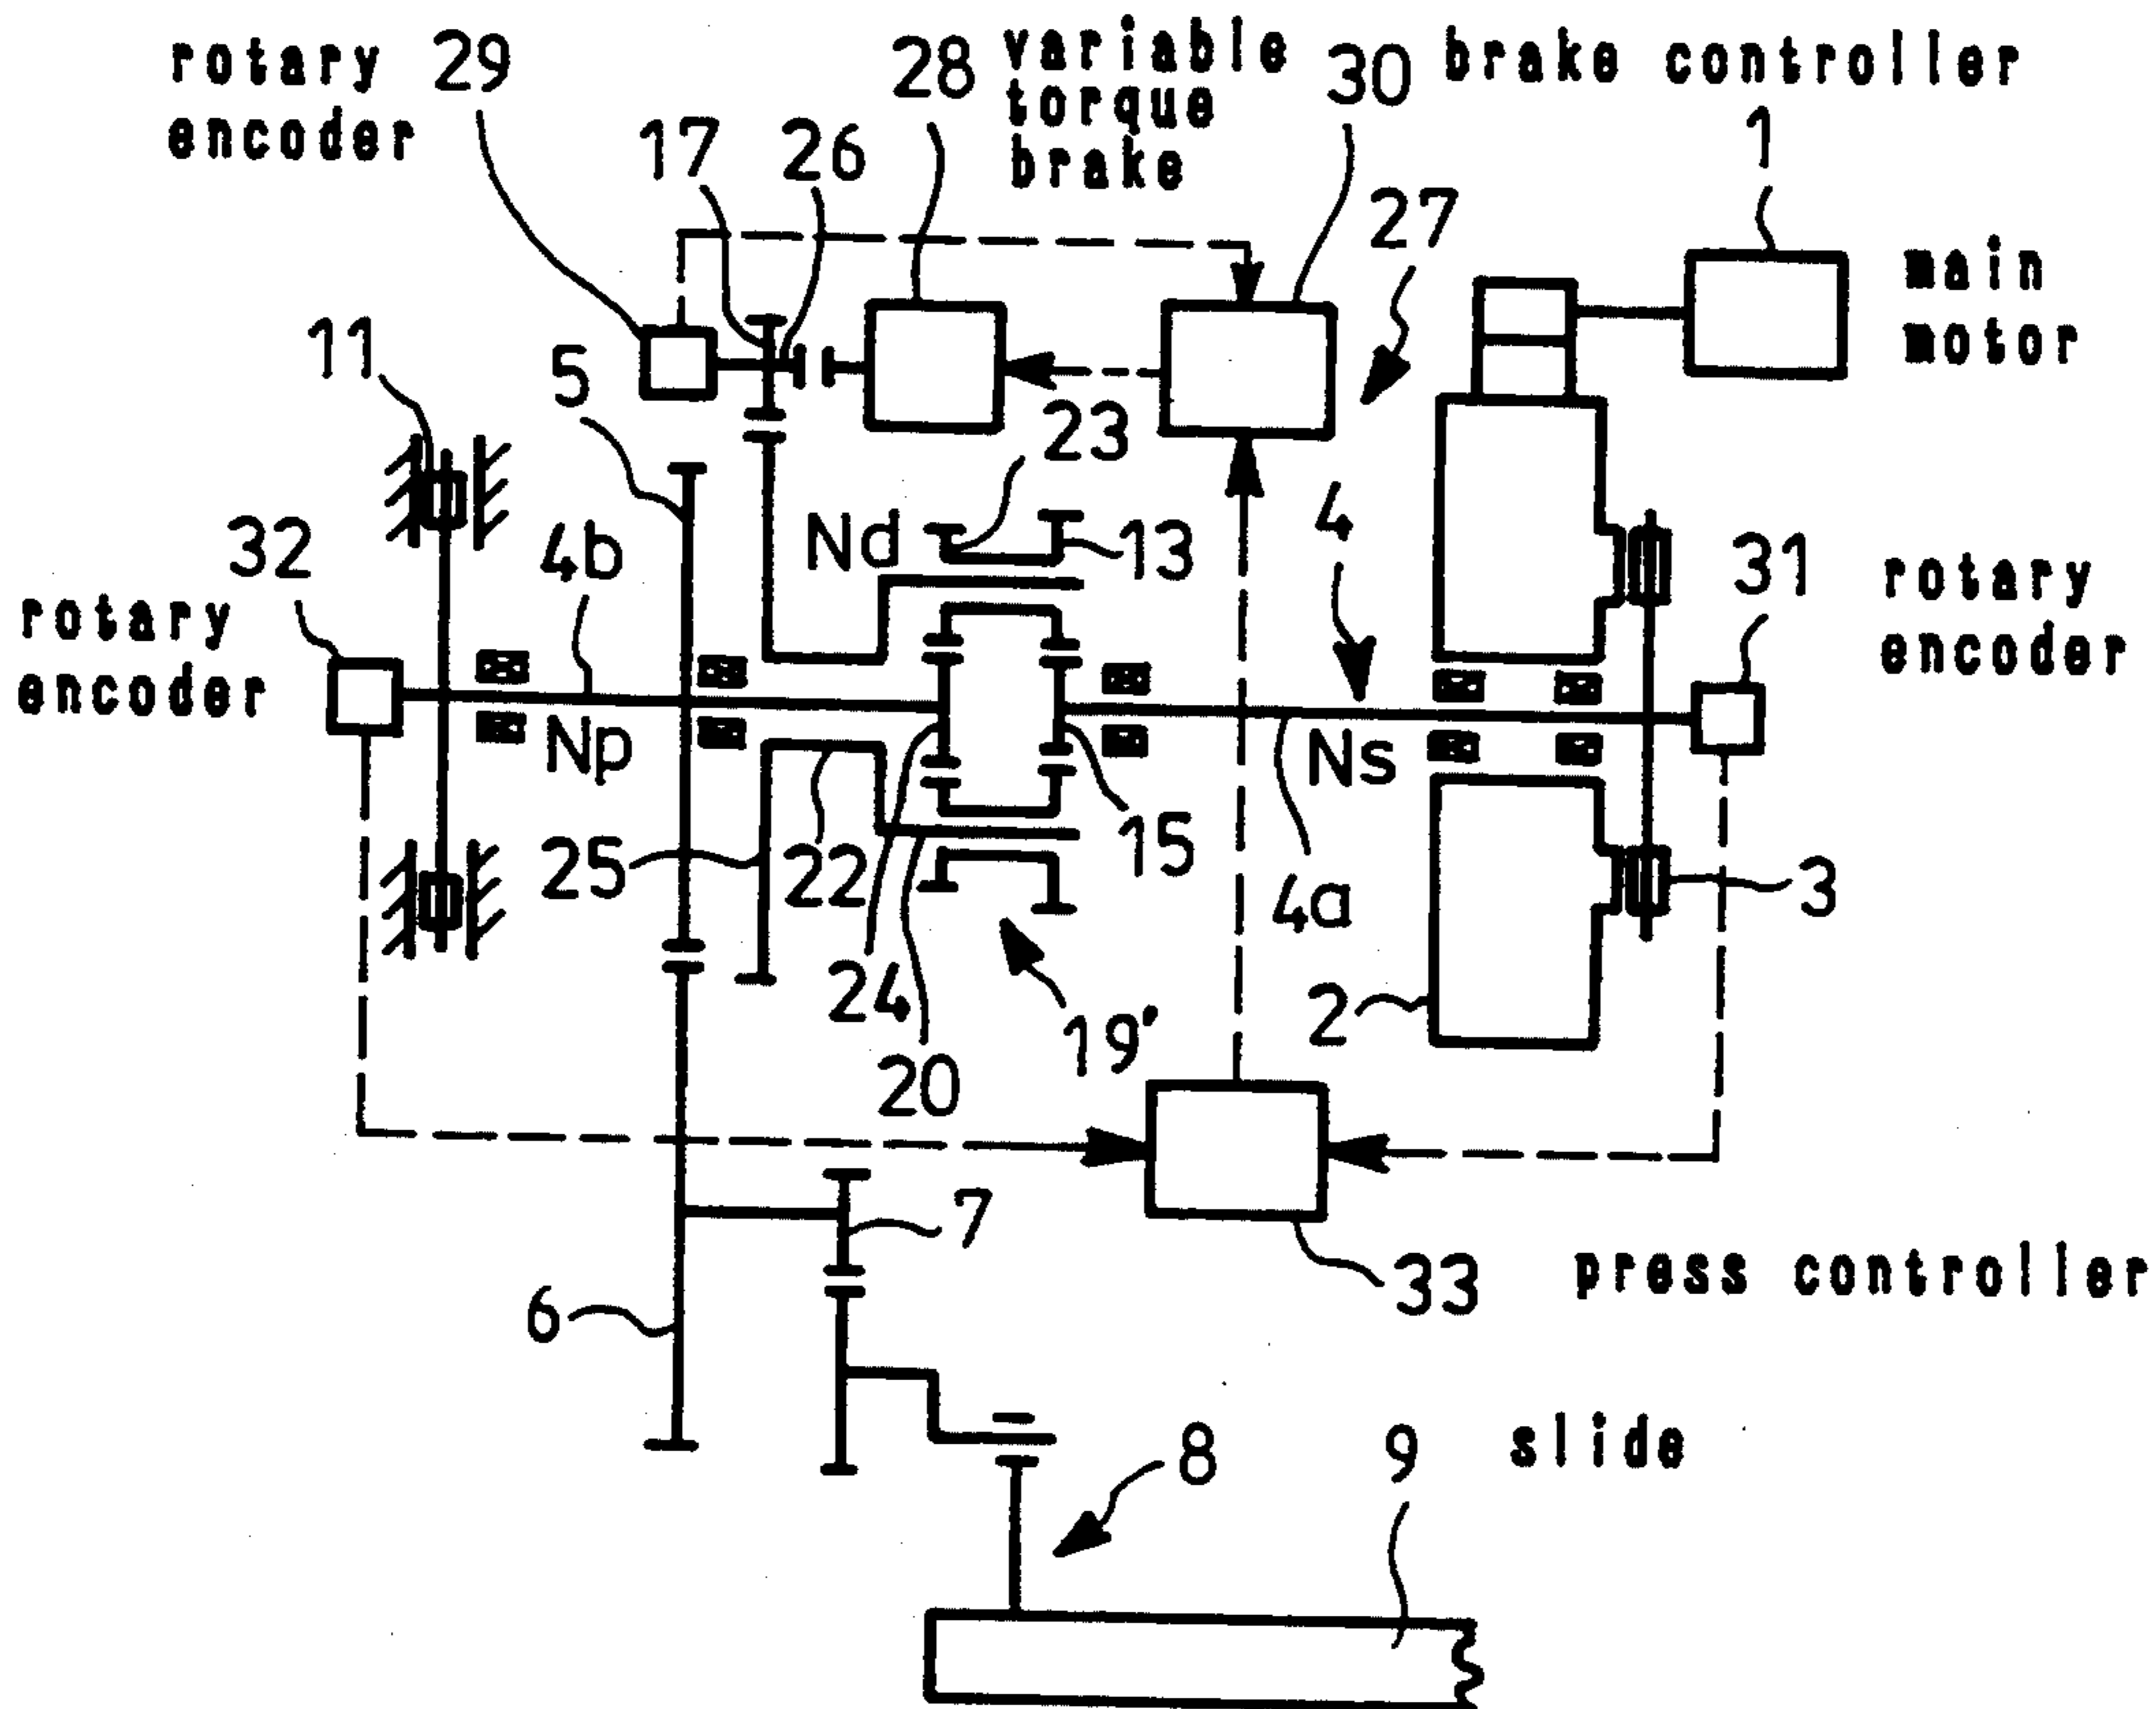 rotary 29 28 variable 30 brake controller
encoder torque 1
17 26 brake
27
main
motor
11
5
23
4
32 4b Nd 13 31 rotary
rotary encoder
encoder
Np Ns
25 22 15 4a 3
24 2
19'
20
7
33 press controller
6
8 9 slide